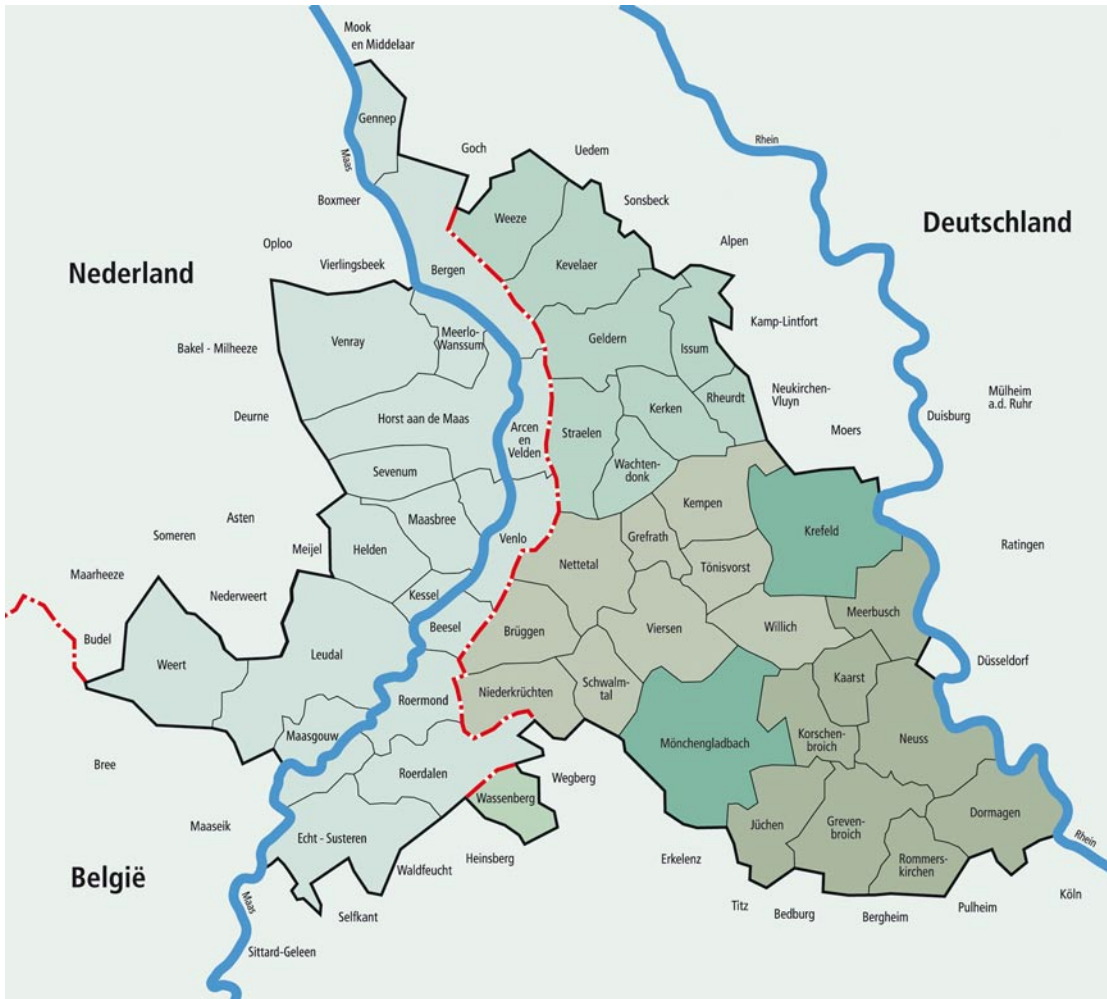 Mook
en Middelaar
Gennep
Maas
Goch
Uedem
Rhein
Boxmeer
Weeze
Sonsbeck
Deutschland
Oploo
Alpen
Nederland
Vierlingsbeek
Bergen
Kevelaer
Kamp-Lintfort
Venray
Meerlo-
Wanssum
Geldern
Issum
Bakel - Milheeze
Neukirchen-
Vluyn
Mülheim
a.d. Ruhr
Rheurdt
Kerken
Duisburg
Deurne
Horst aan de Maas
Arcen
en
Velden
Straelen
Moers
Sevenum
Wachten-
donk
Kempen
Asten
Maasbree
Krefeld
Someren
Venlo
Grefrath
Ratingen
Meijel
Helden
Nettetal
Tönisvorst
Maarheeze
Nederweert
Kessel
Meerbusch
Budel
Beesel
Brüggen
Viersen
Willich
Weert
Leudal
Düsseldorf
Kaarst
Roermond
Niederkrüchten
Schwalm-
tal
Maasgouw
Mönchengladbach
Korschen-
broich
Neuss
Bree
Roerdalen
Wegberg
Wassenberg
Dormagen
Maaseik
Jüchen
Greven-
broich
Echt - Susteren
Rhein
Waldfeucht
Heinsberg
Erkelenz
Rommers-
kirchen
België
Köln
Maas
Selfkant
Titz
Bedburg
Bergheim
Pulheim
Sittard-Geleen